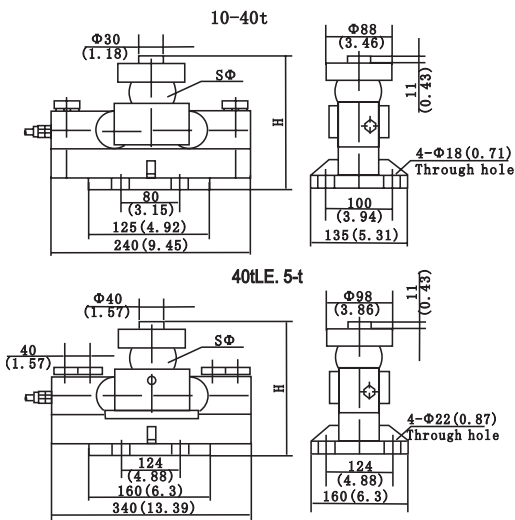 10-40t
Φ30
(1.18)
SΦ
H
80
(3.15)
125(4.92)
240(9.45)
Φ88
(3.46)
11
(0.43)
4-Φ18(0.71)
Through hole
100
(3.94)
135(5.31)
40tLE. 5-t
Φ40
(1.57)
40
(1.57)
SΦ
H
124
(4.88)
160(6.3)
340(13.39)
Φ98
(3.86)
11
(0.43)
4-Φ22(0.87)
Through hole
124
(4.88)
160(6.3)